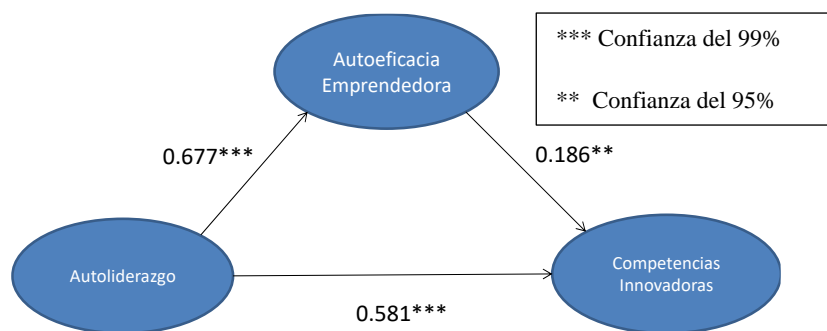 Autoeficacia
Emprendedora
*** Confianza del 99%
** Confianza del 95%
0.677***
0.186**
Autoliderazgo
Competencias
Innovadoras
0.581***